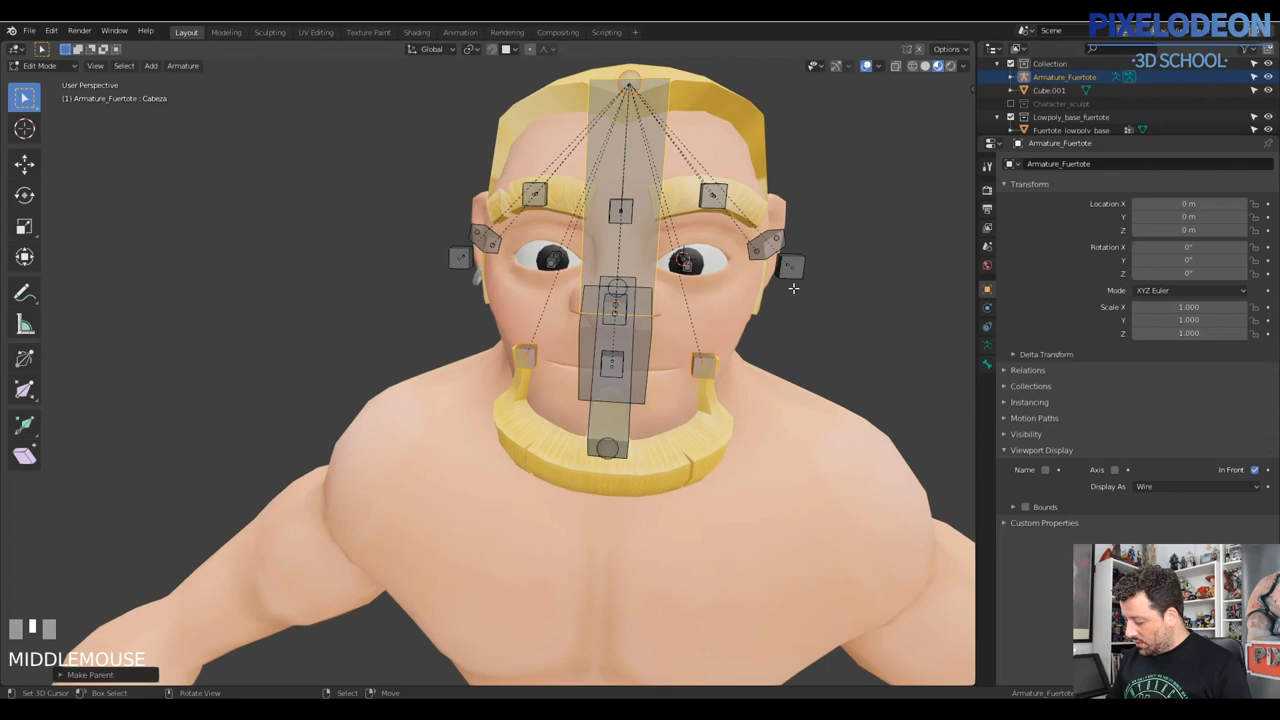 PIXELODEON
·3D SCHOOL·
File Edit Render Window Help Layout Modeling Sculpting UV Editing Texture Paint Shading Animation Rendering Compositing Scripting + Scene
Global Options
Edit Mode View Select Add Armature
User Perspective
(1) Armature_Fuertote : Cabeza
Collection
Armature_Fuertote
Cube.001
Character_sculpt
Lowpoly_base_fuertote
Fuertote_lowpoly_base
Armature_Fuertote
Armature_Fuertote
Transform
Location X 0 m
Y 0 m
Z 0 m
Rotation X 0°
Y 0°
Z 0°
Mode XYZ Euler
Scale X 1.000
Y 1.000
Z 1.000
Delta Transform
Relations
Collections
Instancing
Motion Paths
Visibility
Viewport Display
Name Axis In Front
Display As Wire
Bounds
Custom Properties
MIDDLEMOUSE
Make Parent
Set 3D Cursor Box Select Rotate View Select Move Armature_Fuertote